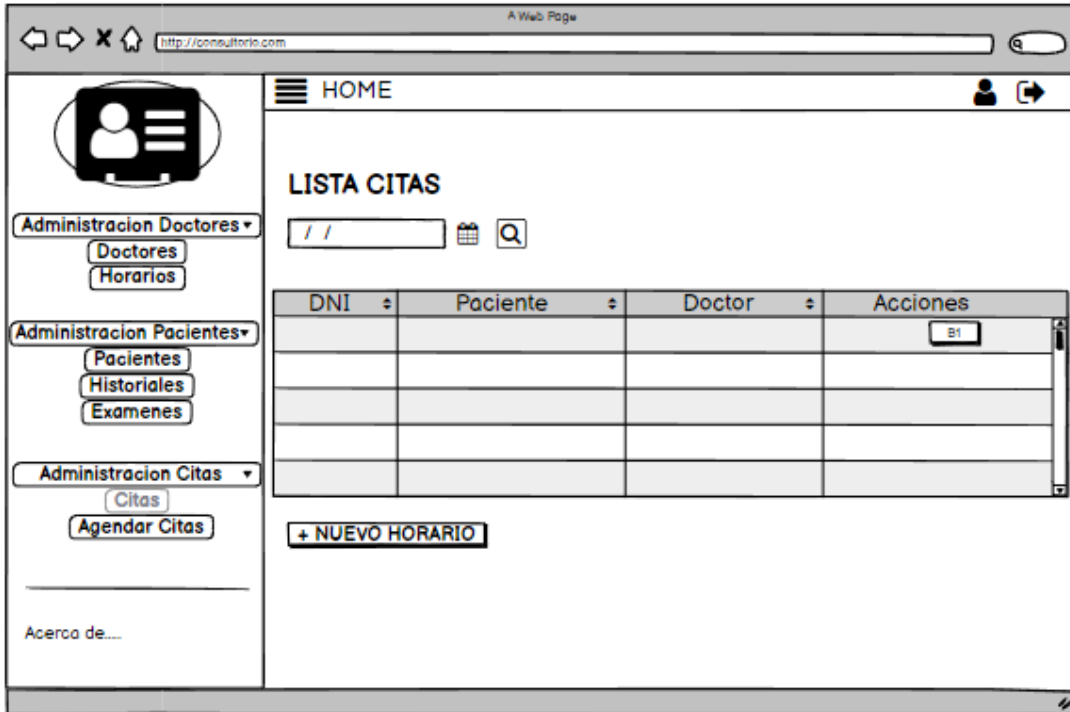 A Web Page
http://consultorio.com
HOME
Administracion Doctores
Doctores
Horarios
Administracion Pacientes
Pacientes
Historiales
Examenes
Administracion Citas
Citas
Agendar Citas
Acerca de....
LISTA CITAS
/ /
DNI Paciente Doctor Acciones
B1
+ NUEVO HORARIO